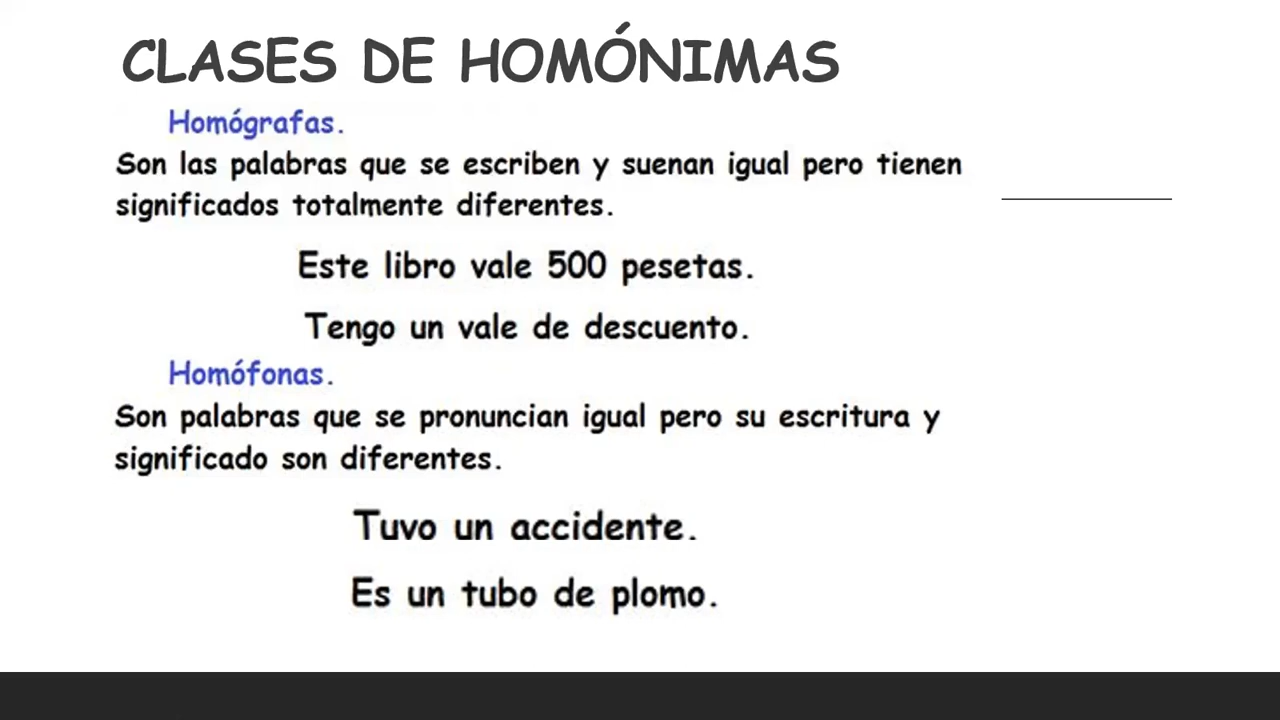 CLASES DE HOMÓNIMAS
Homógrafas.
Son las palabras que se escriben y suenan igual pero tienen
significados totalmente diferentes.
Este libro vale 500 pesetas.
Tengo un vale de descuento.
Homófonas.
Son palabras que se pronuncian igual pero su escritura y
significado son diferentes.
Tuvo un accidente.
Es un tubo de plomo.